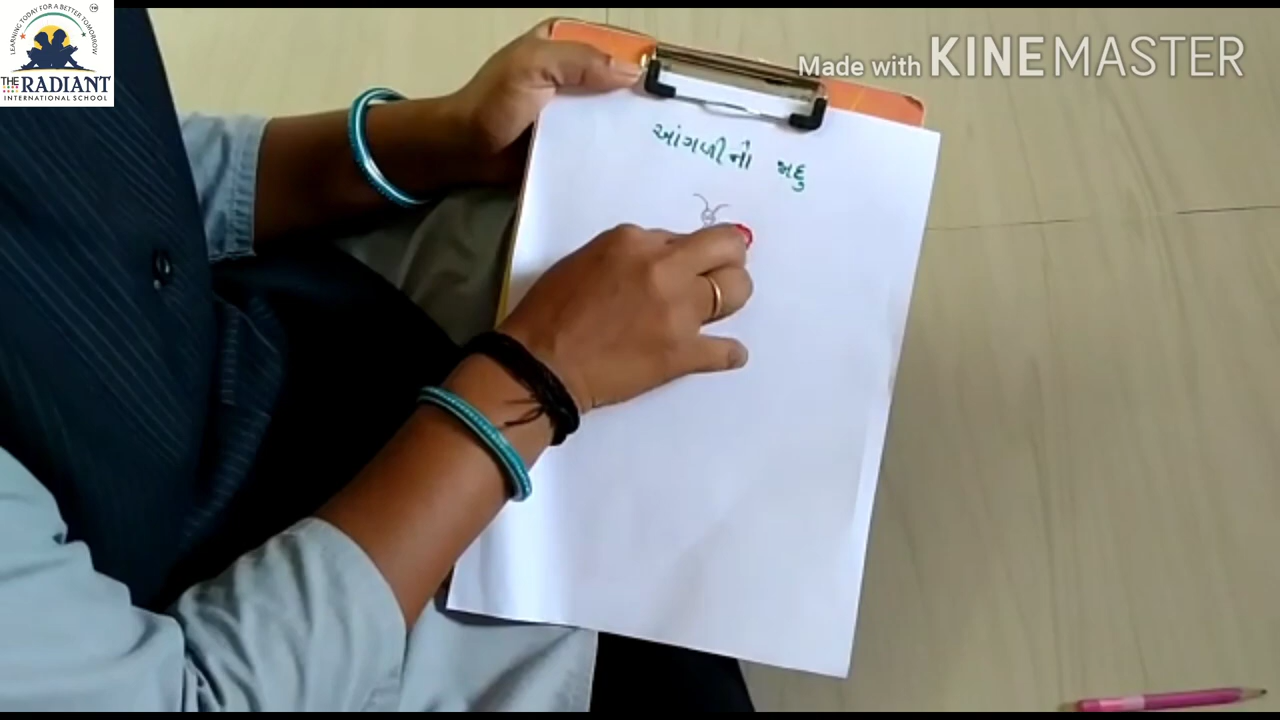 LEARNING TODAY FOR A BETTER TOMORROW
THE RADIANT
INTERNATIONAL SCHOOL
Made with KINEMASTER
આંગળીનો જાદુ